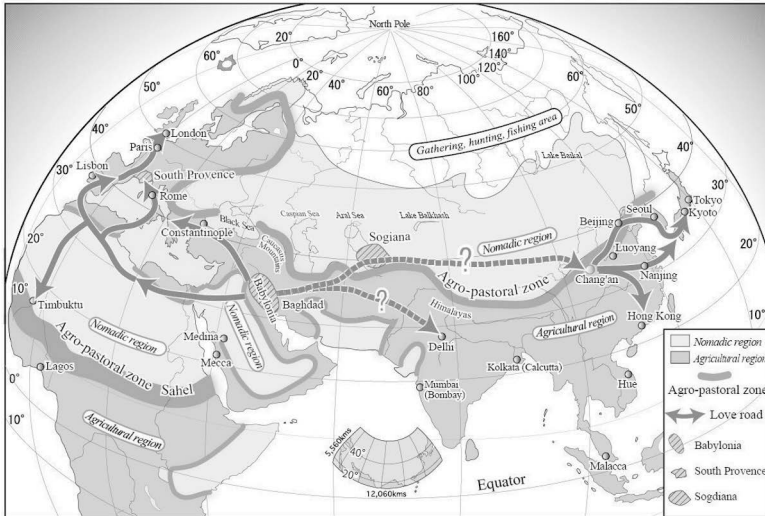 North Pole
60°
40°
20°
0°
20°
40°
60°
80°
100°
120°
140°
160°
60°
50°
40°
30°
20°
10°
0°
10°
50°
40°
30°
20°
10°
0°
10°
Gathering, hunting, fishing area
Lake Baikal
London
Paris
Lisbon
South Provence
Rome
Black Sea
Constantinople
Caspian Sea
Aral Sea
Lake Balkhash
Sogiana
Nomadic region
?
Seoul
Tokyo
Kyoto
Beijing
Luoyang
Chang'an
Nanjing
Agro-pastoral zone
Babylonia
Baghdad
?
Himalayas
Delhi
Agricultural region
Hong Kong
Timbuktu
Nomadic region
Medina
Mecca
Nomadic region
Agro-pastoral zone
Sahel
Lagos
Mumbai
(Bombay)
Kolkata (Calcutta)
Hue
Agricultural region
Malacca
Equator
5,560kms
40°
20°
12,060kms
Nomadic region
Agricultural region
Agro-pastoral zone
Love road
Babylonia
South Provence
Sogdiana